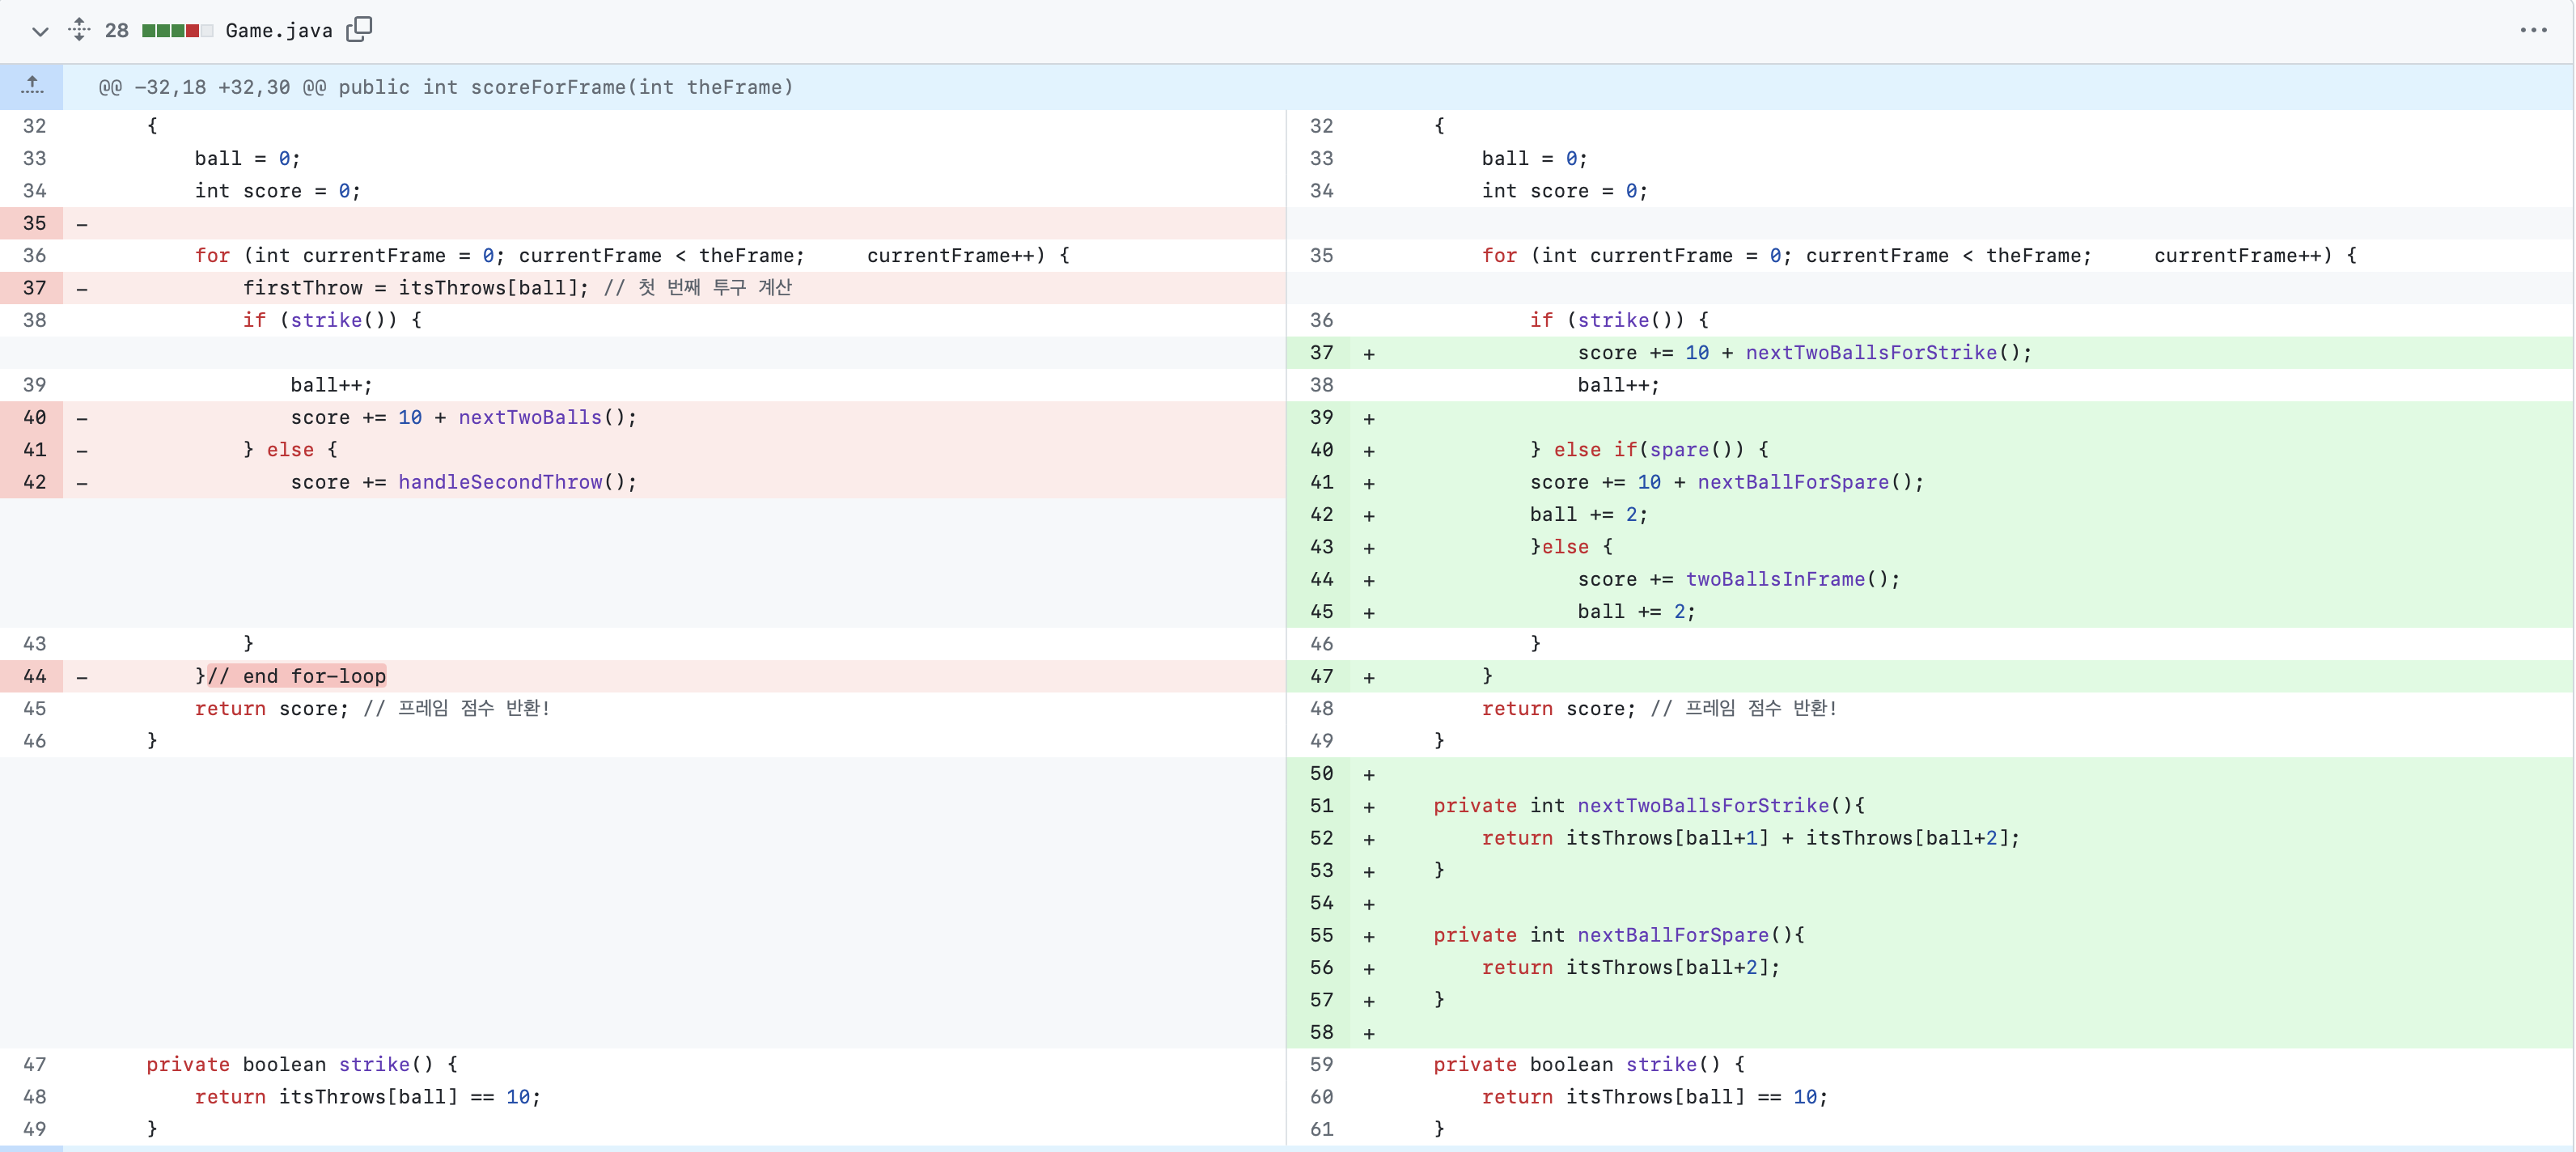 28 Game.java
@@ -32,18 +32,30 @@ public int scoreForFrame(int theFrame)
32 {
33 ball = 0;
34 int score = 0;
35 -
36 for (int currentFrame = 0; currentFrame < theFrame;     currentFrame++) {
37 - firstThrow = itsThrows[ball]; // 첫 번째 투구 계산
38 if (strike()) {
39 ball++;
40 - score += 10 + nextTwoBalls();
41 - } else {
42 - score += handleSecondThrow();
43 }
44 - }// end for-loop
45 return score; // 프레임 점수 반환!
46 }
47 private boolean strike() {
48 return itsThrows[ball] == 10;
49 }
32 {
33 ball = 0;
34 int score = 0;
35 for (int currentFrame = 0; currentFrame < theFrame;     currentFrame++) {
36 if (strike()) {
37 + score += 10 + nextTwoBallsForStrike();
38 ball++;
39 +
40 + } else if(spare()) {
41 + score += 10 + nextBallForSpare();
42 + ball += 2;
43 + }else {
44 + score += twoBallsInFrame();
45 + ball += 2;
46 }
47 + }
48 return score; // 프레임 점수 반환!
49 }
50 +
51 + private int nextTwoBallsForStrike(){
52 + return itsThrows[ball+1] + itsThrows[ball+2];
53 + }
54 +
55 + private int nextBallForSpare(){
56 + return itsThrows[ball+2];
57 + }
58 +
59 private boolean strike() {
60 return itsThrows[ball] == 10;
61 }